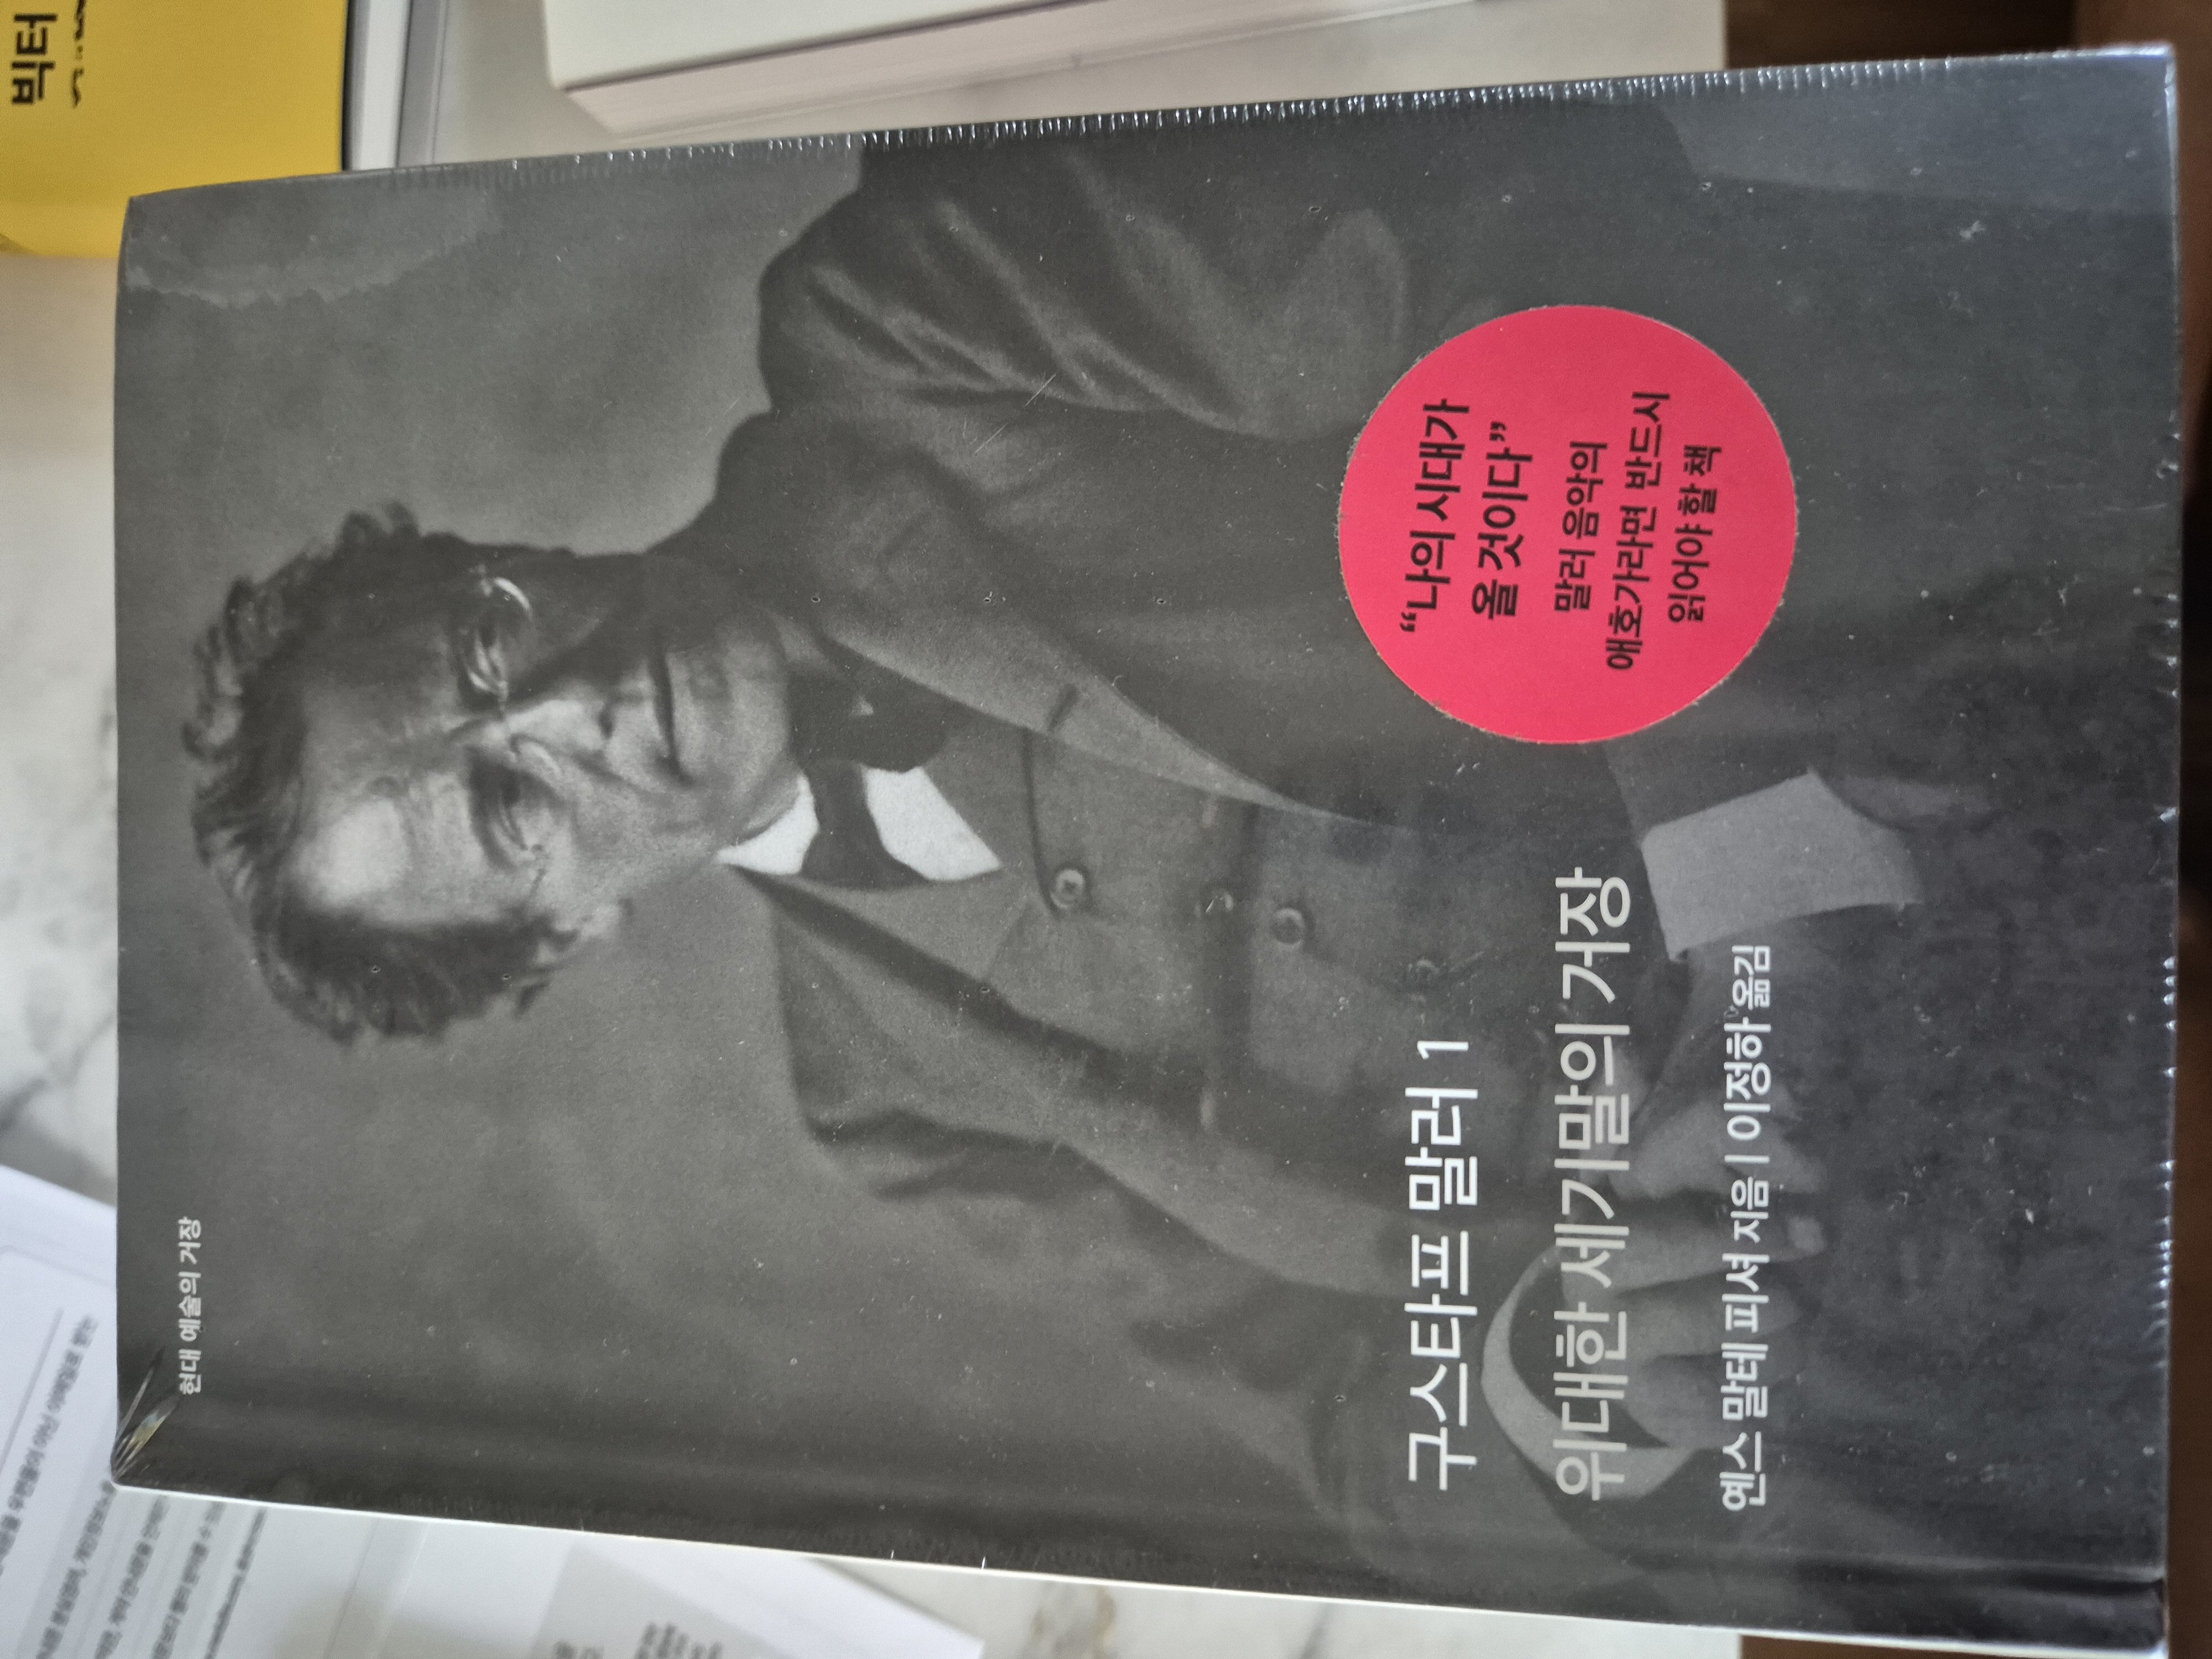 현대 예술의 거장
"나의 시대가
올 것이다"
말러 음악의
애호가라면 반드시
읽어야 할 책
구스타프 말러 1
위대한 세기말의 거장
옌스 말테 피셔 지음 | 이정하 옮김
빅터